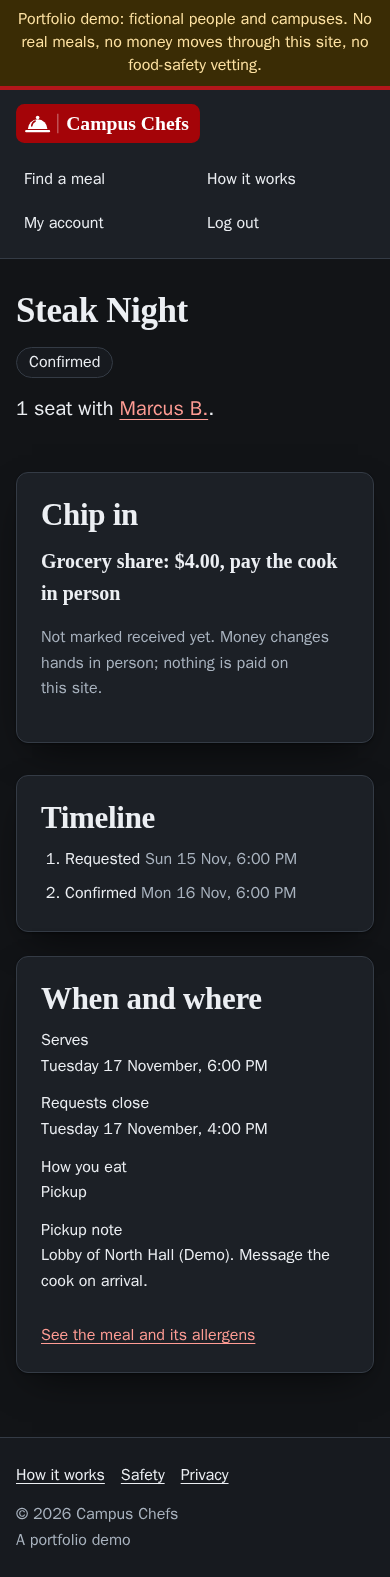 Portfolio demo: fictional people and campuses. No
real meals, no money moves through this site, no
food-safety vetting.
Campus Chefs
Find a meal How it works
My account Log out
Steak Night
Confirmed
1 seat with Marcus B..
Chip in
Grocery share: $4.00, pay the cook
in person
Not marked received yet. Money changes
hands in person; nothing is paid on
this site.
Timeline
1. Requested Sun 15 Nov, 6:00 PM
2. Confirmed Mon 16 Nov, 6:00 PM
When and where
Serves
Tuesday 17 November, 6:00 PM
Requests close
Tuesday 17 November, 4:00 PM
How you eat
Pickup
Pickup note
Lobby of North Hall (Demo). Message the
cook on arrival.
See the meal and its allergens
How it works Safety Privacy
© 2026 Campus Chefs
A portfolio demo